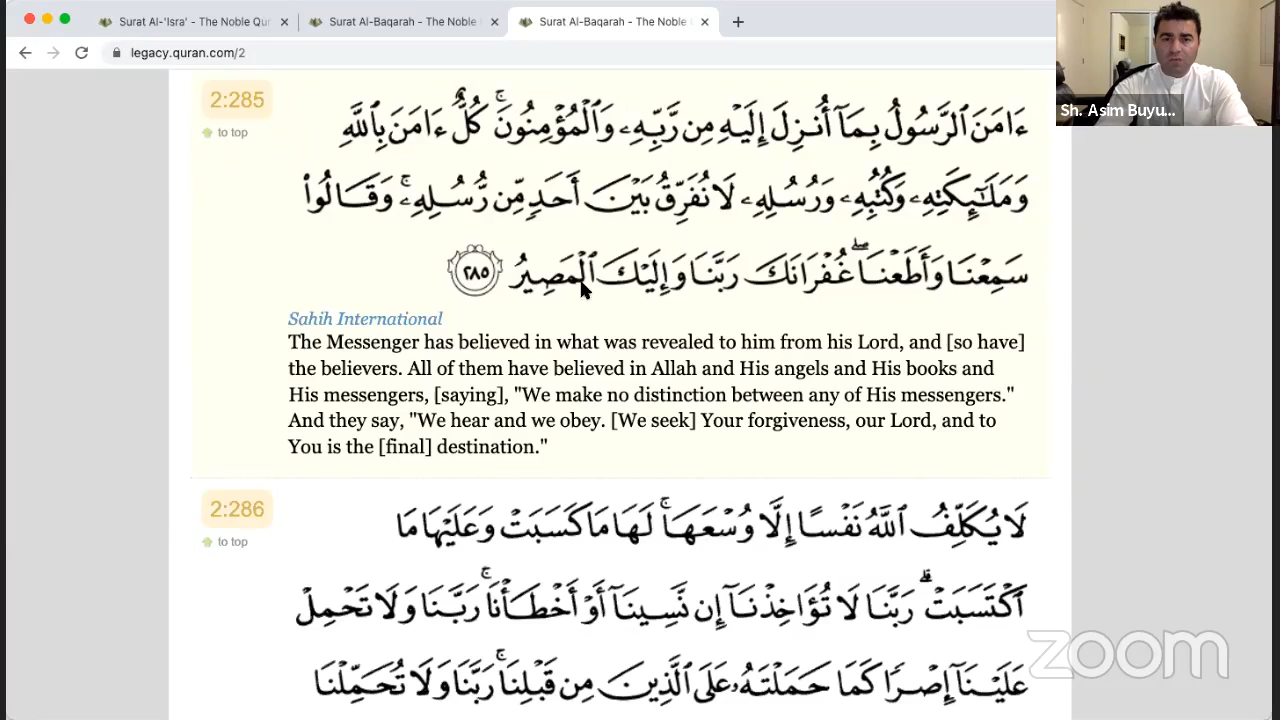 Surat Al-'Isra' - The Noble Qur
Surat Al-Baqarah - The Noble
Surat Al-Baqarah - The Noble
legacy.quran.com/2
Sh. Asim Buyu...
2:285
to top
ءَامَنَ ٱلرَّسُولُ بِمَآ أُنزِلَ إِلَيْهِ مِن رَّبِّهِۦ وَٱلْمُؤْمِنُونَ ۚ كُلٌّ ءَامَنَ بِٱللَّهِ
وَمَلَـٰٓئِكَتِهِۦ وَكُتُبِهِۦ وَرُسُلِهِۦ لَا نُفَرِّقُ بَيْنَ أَحَدٍ مِّن رُّسُلِهِۦ ۚ وَقَالُوا۟
سَمِعْنَا وَأَطَعْنَا ۖ غُفْرَانَكَ رَبَّنَا وَإِلَيْكَ ٱلْمَصِيرُ ٢٨٥
Sahih International
The Messenger has believed in what was revealed to him from his Lord, and [so have]
the believers. All of them have believed in Allah and His angels and His books and
His messengers, [saying], "We make no distinction between any of His messengers."
And they say, "We hear and we obey. [We seek] Your forgiveness, our Lord, and to
You is the [final] destination."
2:286
to top
لَا يُكَلِّفُ ٱللَّهُ نَفْسًا إِلَّا وُسْعَهَا ۚ لَهَا مَا كَسَبَتْ وَعَلَيْهَا مَا
ٱكْتَسَبَتْ ۗ رَبَّنَا لَا تُؤَاخِذْنَآ إِن نَّسِينَآ أَوْ أَخْطَأْنَا ۚ رَبَّنَا وَلَا تَحْمِلْ
عَلَيْنَآ إِصْرًا كَمَا حَمَلْتَهُۥ عَلَى ٱلَّذِينَ مِن قَبْلِنَا ۚ رَبَّنَا وَلَا تُحَمِّلْنَا
zoom